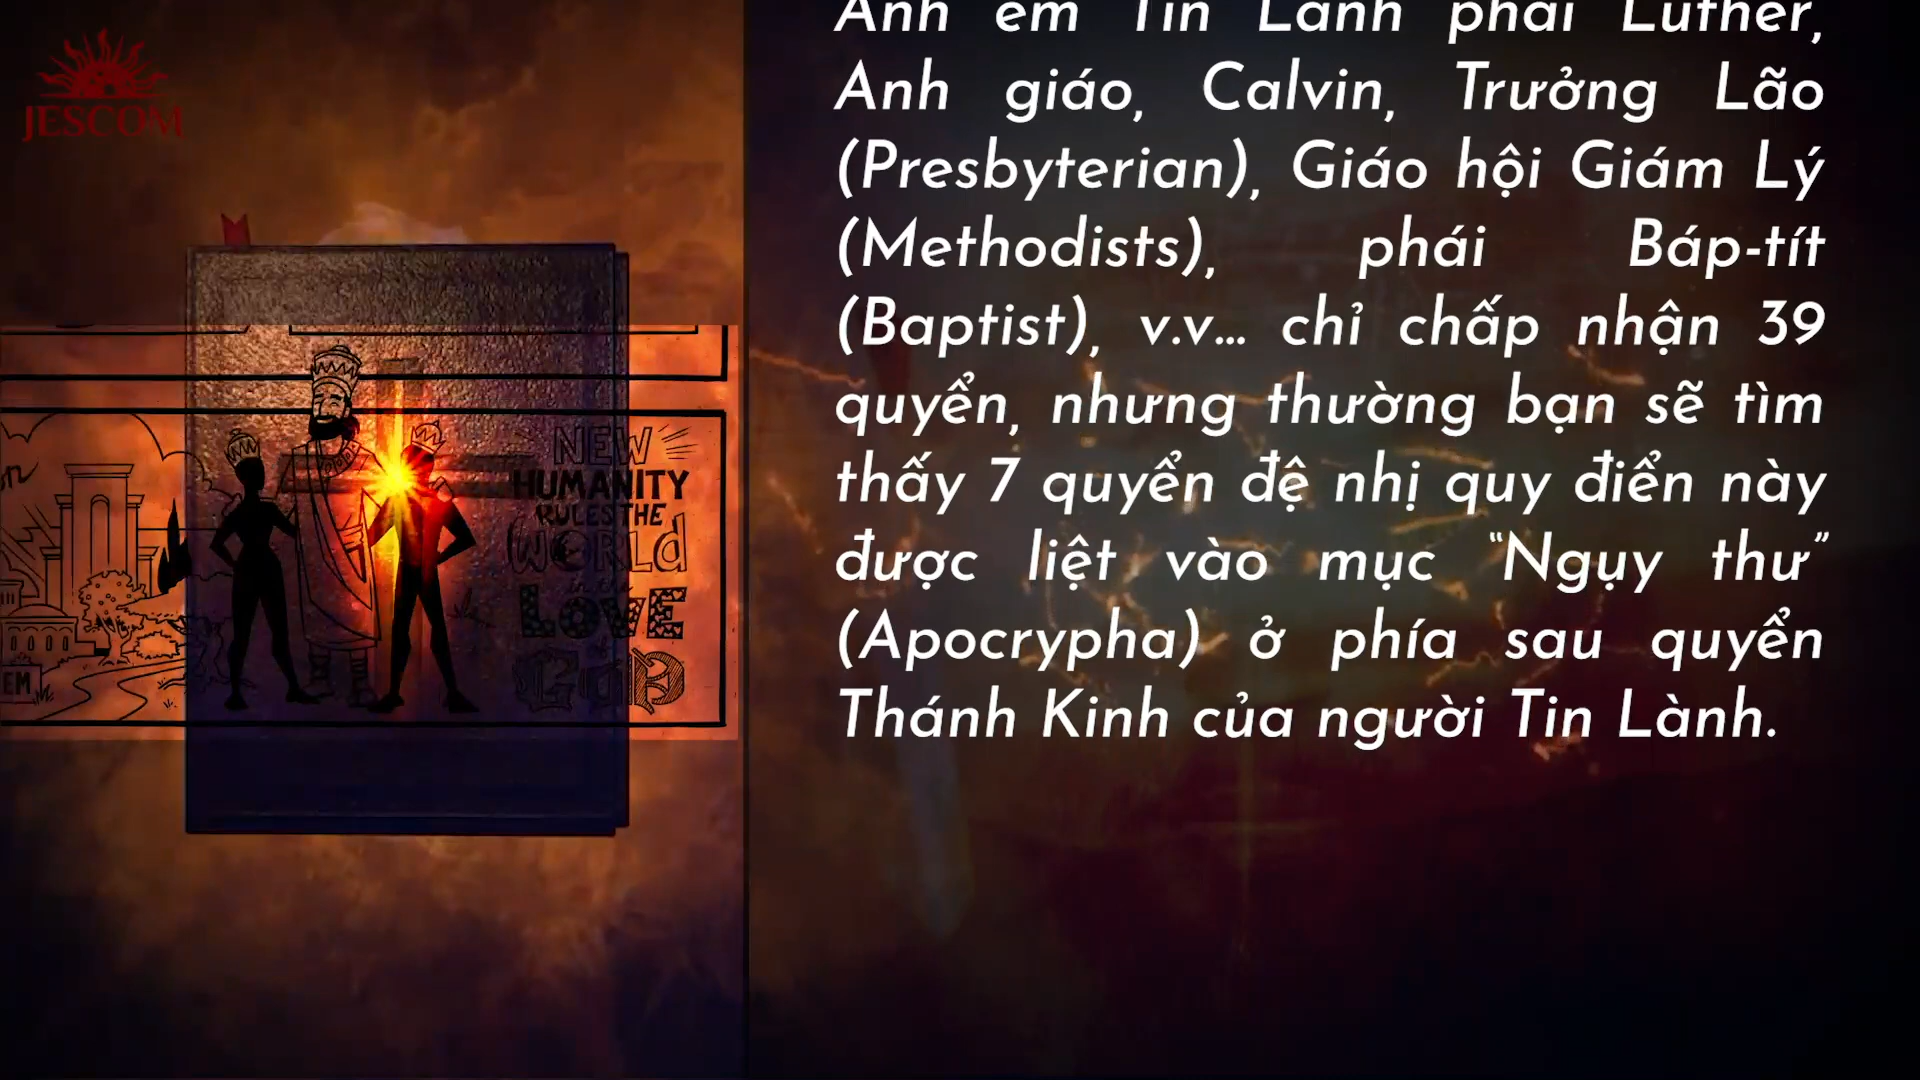 JESCOM
Anh em Tin Lành phái Luther,
Anh giáo, Calvin, Trưởng Lão
(Presbyterian), Giáo hội Giám Lý
(Methodists), phái Báp-tít
(Baptist), v.v... chỉ chấp nhận 39
quyển, nhưng thường bạn sẽ tìm
thấy 7 quyển đệ nhị quy điển này
được liệt vào mục “Ngụy thư”
(Apocrypha) ở phía sau quyển
Thánh Kinh của người Tin Lành.
NEW
HUMANITY
RULES THE
WORLD
LOVE
GOD
EM